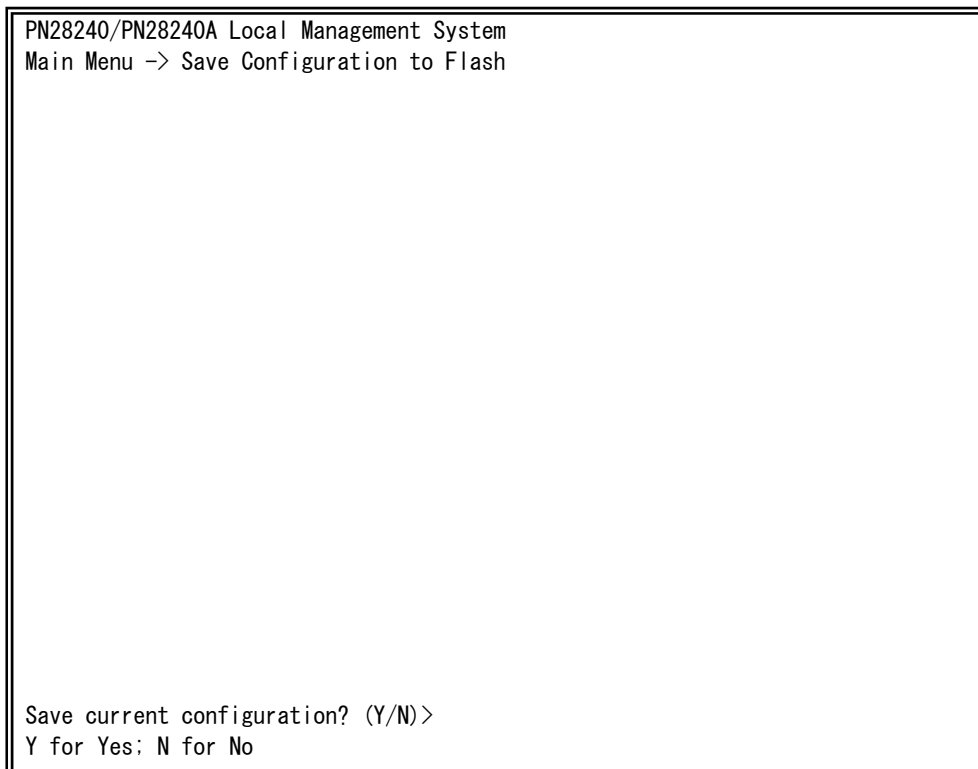 PN28240/PN28240A Local Management System
Main Menu -> Save Configuration to Flash
Save current configuration? (Y/N)>
Y for Yes; N for No